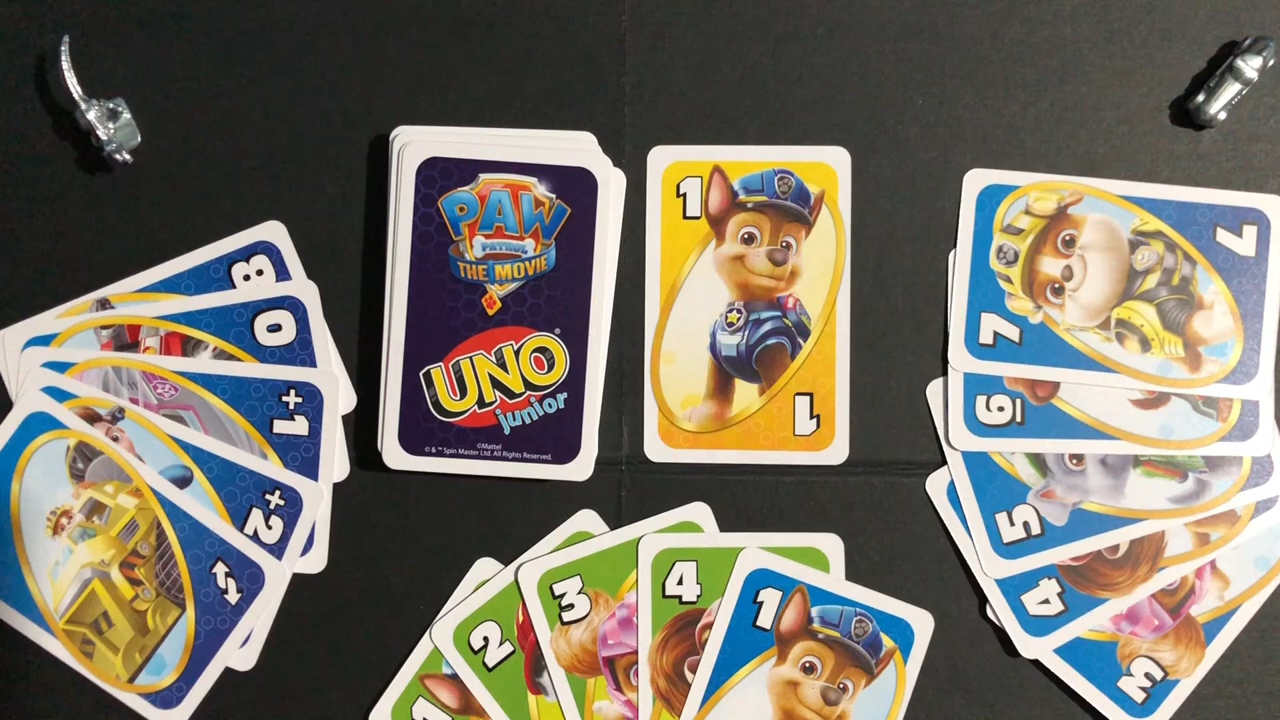 PAW
PATROL
THE MOVIE
UNO
®
junior
©Mattel
© & ™ Spin Master Ltd. All Rights Reserved.
1
1
8
0
+1
+2
7
7
6
5
4
3
1
2
3
4
1